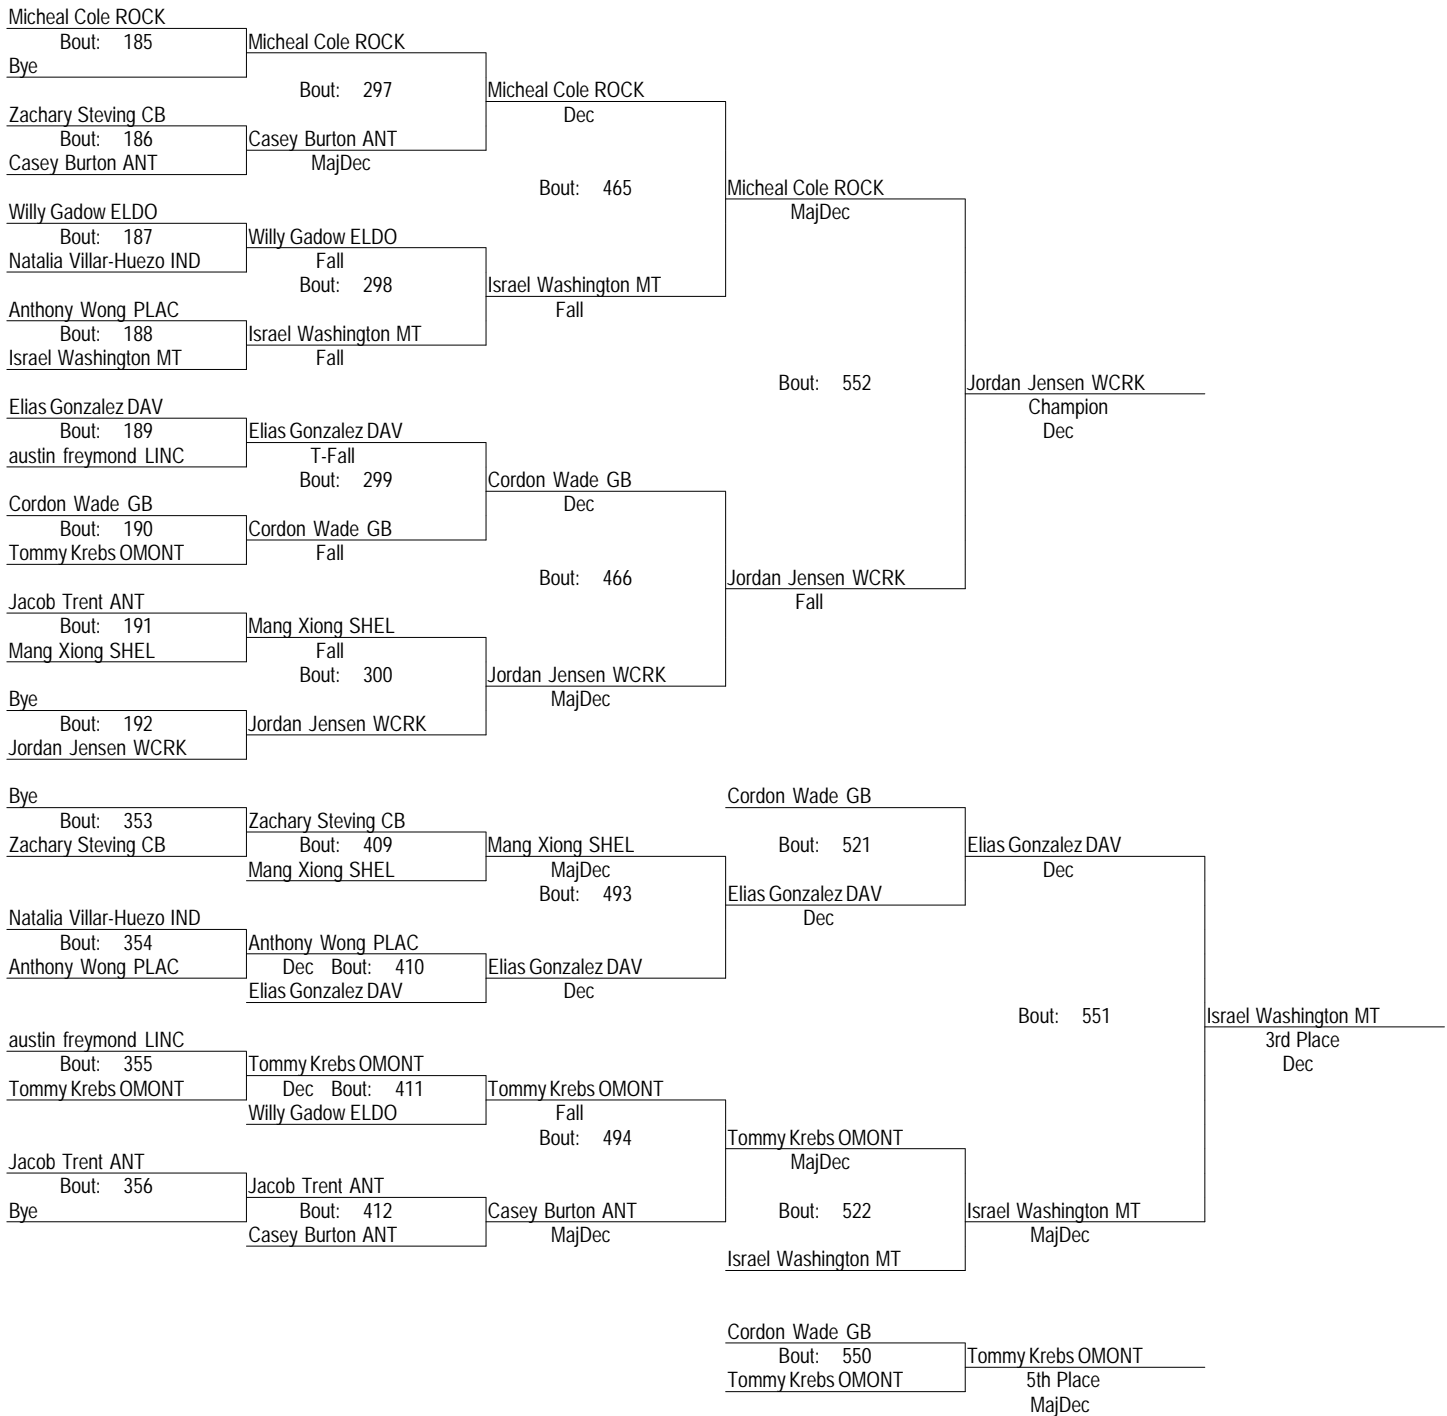 Micheal Cole ROCK
Bout: 185
Micheal Cole ROCK
Bye
Bout: 297
Micheal Cole ROCK
Dec
Zachary Steving CB
Bout: 186
Casey Burton ANT
Casey Burton ANT
MajDec
Bout: 465
Micheal Cole ROCK
MajDec
Willy Gadow ELDO
Bout: 187
Willy Gadow ELDO
Natalia Villar-Huezo IND
Fall
Bout: 298
Israel Washington MT
Fall
Anthony Wong PLAC
Bout: 188
Israel Washington MT
Israel Washington MT
Fall
Bout: 552
Jordan Jensen WCRK
Champion
Dec
Elias Gonzalez DAV
Bout: 189
Elias Gonzalez DAV
austin freymond LINC
T-Fall
Bout: 299
Cordon Wade GB
Dec
Cordon Wade GB
Bout: 190
Cordon Wade GB
Tommy Krebs OMONT
Fall
Bout: 466
Jordan Jensen WCRK
Fall
Jacob Trent ANT
Bout: 191
Mang Xiong SHEL
Mang Xiong SHEL
Fall
Bout: 300
Jordan Jensen WCRK
MajDec
Bye
Bout: 192
Jordan Jensen WCRK
Jordan Jensen WCRK
Bye
Bout: 353
Zachary Steving CB
Zachary Steving CB
Bout: 409
Mang Xiong SHEL
Mang Xiong SHEL
MajDec
Bout: 493
Cordon Wade GB
Bout: 521
Elias Gonzalez DAV
Dec
Elias Gonzalez DAV
Dec
Natalia Villar-Huezo IND
Bout: 354
Anthony Wong PLAC
Anthony Wong PLAC
Dec Bout: 410
Elias Gonzalez DAV
Elias Gonzalez DAV
Dec
Bout: 551
Israel Washington MT
3rd Place
Dec
austin freymond LINC
Bout: 355
Tommy Krebs OMONT
Tommy Krebs OMONT
Dec Bout: 411
Tommy Krebs OMONT
Willy Gadow ELDO
Fall
Bout: 494
Tommy Krebs OMONT
MajDec
Jacob Trent ANT
Bout: 356
Jacob Trent ANT
Bye
Bout: 412
Casey Burton ANT
Casey Burton ANT
MajDec
Bout: 522
Israel Washington MT
MajDec
Israel Washington MT
Cordon Wade GB
Bout: 550
Tommy Krebs OMONT
Tommy Krebs OMONT
5th Place
MajDec